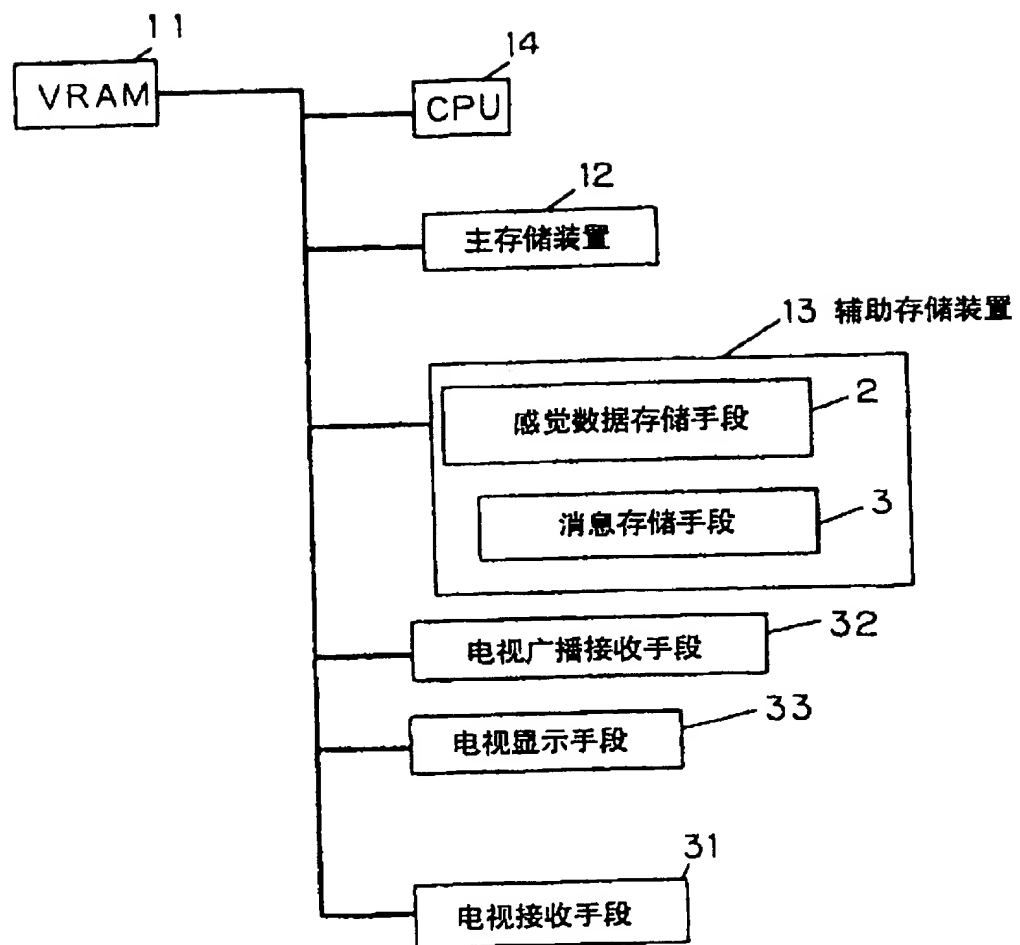 11
VRAM
14
CPU
12
主存储装置
13 辅助存储装置
2
感觉数据存储手段
3
消息存储手段
32
电视广播接收手段
33
电视显示手段
31
电视接收手段